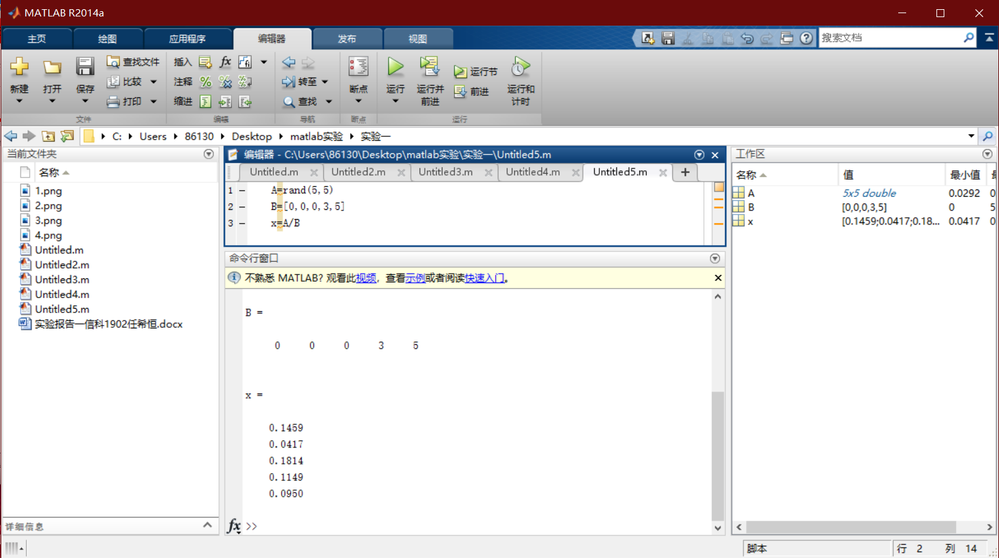 MATLAB R2014a
主页 绘图 应用程序 编辑器 发布 视图 搜索文档
新建 打开 保存 查找文件 比较 打印
插入 fx fi
注释
缩进
转至
查找
断点 运行 运行并前进 运行节 前进 运行和计时
文件 编辑 导航 断点 运行
C: Users 86130 Desktop matlab实验 实验一
当前文件夹
名称
1.png
2.png
3.png
4.png
Untitled.m
Untitled2.m
Untitled3.m
Untitled4.m
Untitled5.m
实验报告一信科1902任希恒.docx
详细信息
编辑器 - C:\Users\86130\Desktop\matlab实验\实验一\Untitled5.m
Untitled.m Untitled2.m Untitled3.m Untitled4.m Untitled5.m +
1 – A=rand(5,5)
2 – B=[0,0,0,3,5]
3 – x=A/B
命令行窗口
不熟悉 MATLAB? 观看此视频，查看示例或者阅读快速入门。
B =
0 0 0 3 5
x =
0.1459
0.0417
0.1814
0.1149
0.0950
fx >>
工作区
名称 值 最小值
A 5x5 double 0.0292 0
B [0,0,0,3,5] 0 5
x [0.1459;0.0417;0.18... 0.0417 0
脚本 行 2 列 14